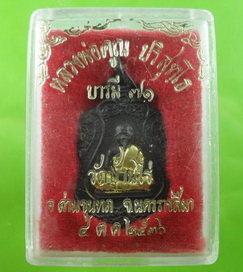 หลวงพ่อคูณ ปริสุทโธ
บารมี ๗๑
อ ด่านขุนทด จ.นครราชสีมา
๔ ต ค ๒๕๓๖